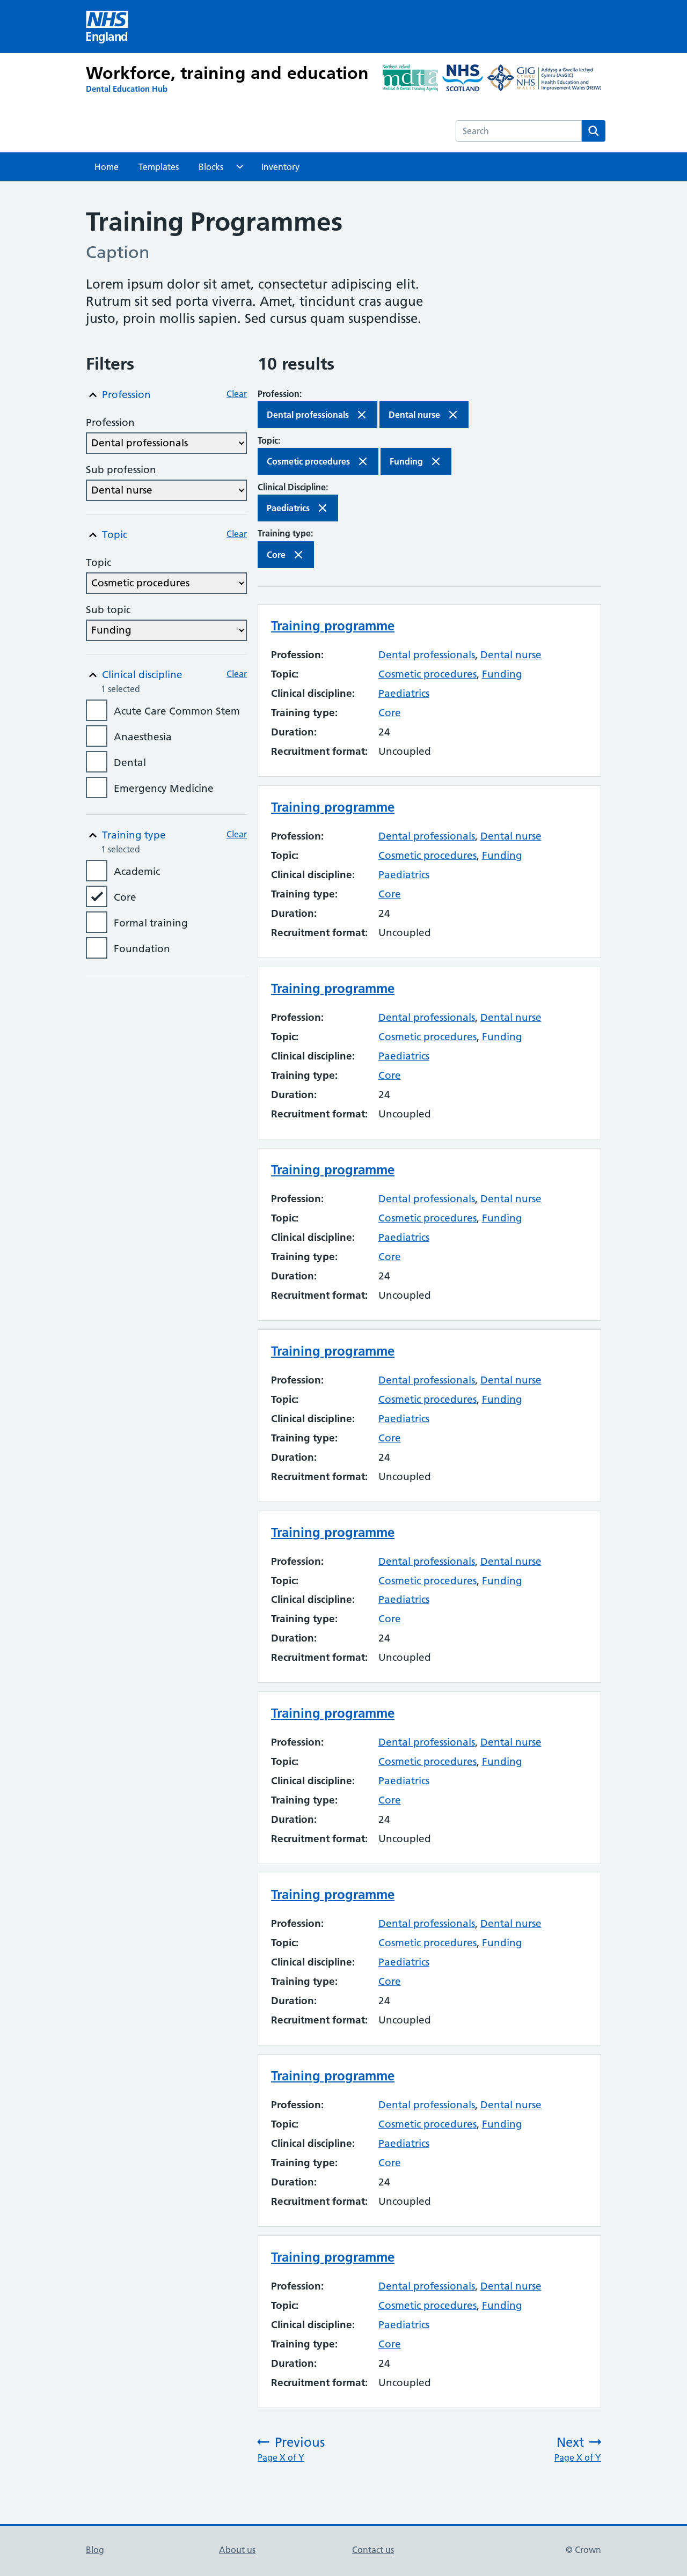 NHS
England
Workforce, training and education
Dental Education Hub
Northern Ireland
mdta
Medical & Dental Training Agency
NHS
SCOTLAND
GIG
CYMRU
NHS
WALES
Addysg a Gwella Iechyd
Cymru (AaGIC)
Health Education and
Improvement Wales (HEIW)
Search
Home Templates Blocks Inventory
Training Programmes
Caption
Lorem ipsum dolor sit amet, consectetur adipiscing elit.
Rutrum sit sed porta viverra. Amet, tincidunt cras augue
justo, proin mollis sapien. Sed cursus quam suspendisse.
Filters
Profession Clear
Profession
Dental professionals
Sub profession
Dental nurse
Topic Clear
Topic
Cosmetic procedures
Sub topic
Funding
Clinical discipline Clear
1 selected
Acute Care Common Stem
Anaesthesia
Dental
Emergency Medicine
Training type Clear
1 selected
Academic
Core
Formal training
Foundation
10 results
Profession:
Dental professionals Dental nurse
Topic:
Cosmetic procedures Funding
Clinical Discipline:
Paediatrics
Training type:
Core
Training programme
Profession: Dental professionals, Dental nurse
Topic: Cosmetic procedures, Funding
Clinical discipline: Paediatrics
Training type: Core
Duration: 24
Recruitment format: Uncoupled
Training programme
Profession: Dental professionals, Dental nurse
Topic: Cosmetic procedures, Funding
Clinical discipline: Paediatrics
Training type: Core
Duration: 24
Recruitment format: Uncoupled
Training programme
Profession: Dental professionals, Dental nurse
Topic: Cosmetic procedures, Funding
Clinical discipline: Paediatrics
Training type: Core
Duration: 24
Recruitment format: Uncoupled
Training programme
Profession: Dental professionals, Dental nurse
Topic: Cosmetic procedures, Funding
Clinical discipline: Paediatrics
Training type: Core
Duration: 24
Recruitment format: Uncoupled
Training programme
Profession: Dental professionals, Dental nurse
Topic: Cosmetic procedures, Funding
Clinical discipline: Paediatrics
Training type: Core
Duration: 24
Recruitment format: Uncoupled
Training programme
Profession: Dental professionals, Dental nurse
Topic: Cosmetic procedures, Funding
Clinical discipline: Paediatrics
Training type: Core
Duration: 24
Recruitment format: Uncoupled
Training programme
Profession: Dental professionals, Dental nurse
Topic: Cosmetic procedures, Funding
Clinical discipline: Paediatrics
Training type: Core
Duration: 24
Recruitment format: Uncoupled
Training programme
Profession: Dental professionals, Dental nurse
Topic: Cosmetic procedures, Funding
Clinical discipline: Paediatrics
Training type: Core
Duration: 24
Recruitment format: Uncoupled
Training programme
Profession: Dental professionals, Dental nurse
Topic: Cosmetic procedures, Funding
Clinical discipline: Paediatrics
Training type: Core
Duration: 24
Recruitment format: Uncoupled
Training programme
Profession: Dental professionals, Dental nurse
Topic: Cosmetic procedures, Funding
Clinical discipline: Paediatrics
Training type: Core
Duration: 24
Recruitment format: Uncoupled
Previous Next
Page X of Y Page X of Y
Blog About us Contact us © Crown